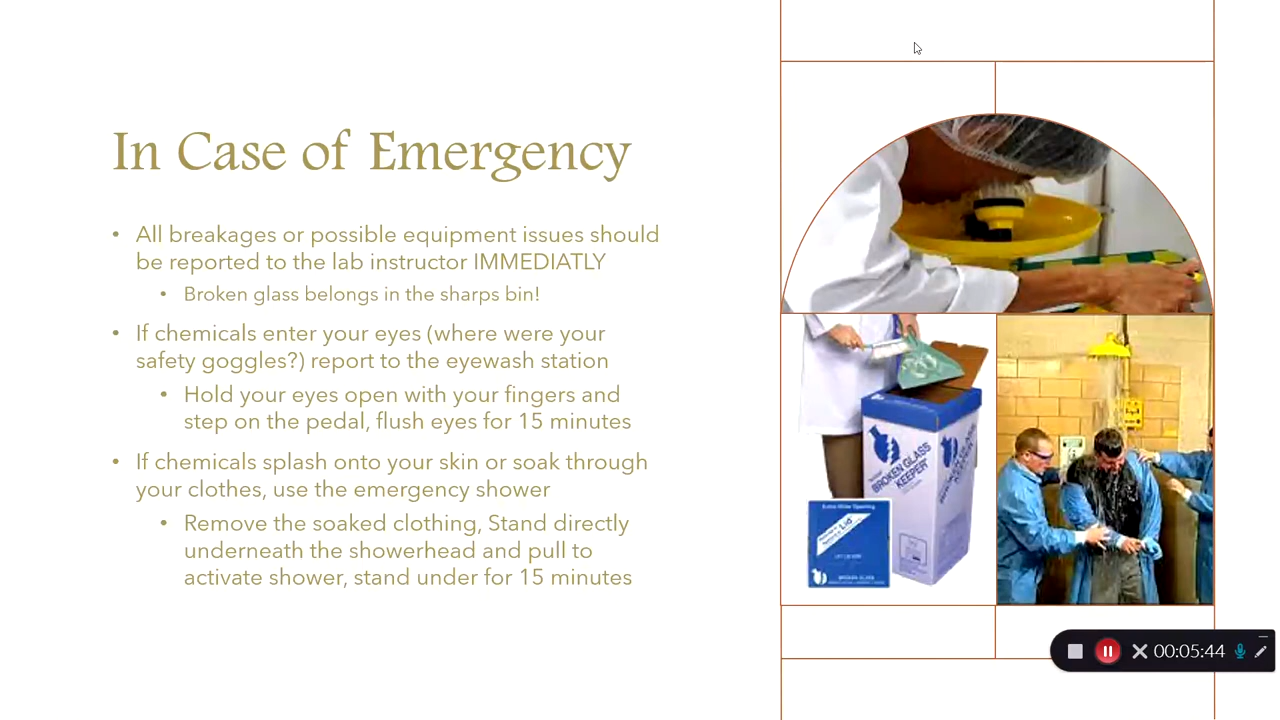 In Case of Emergency
• All breakages or possible equipment issues should
be reported to the lab instructor IMMEDIATLY
• Broken glass belongs in the sharps bin!
• If chemicals enter your eyes (where were your
safety goggles?) report to the eyewash station
• Hold your eyes open with your fingers and
step on the pedal, flush eyes for 15 minutes
• If chemicals splash onto your skin or soak through
your clothes, use the emergency shower
• Remove the soaked clothing, Stand directly
underneath the showerhead and pull to
activate shower, stand under for 15 minutes
BROKEN GLASS
KEEPER
Extra Wide Opening
Lid
BROKEN GLASS
00:05:44